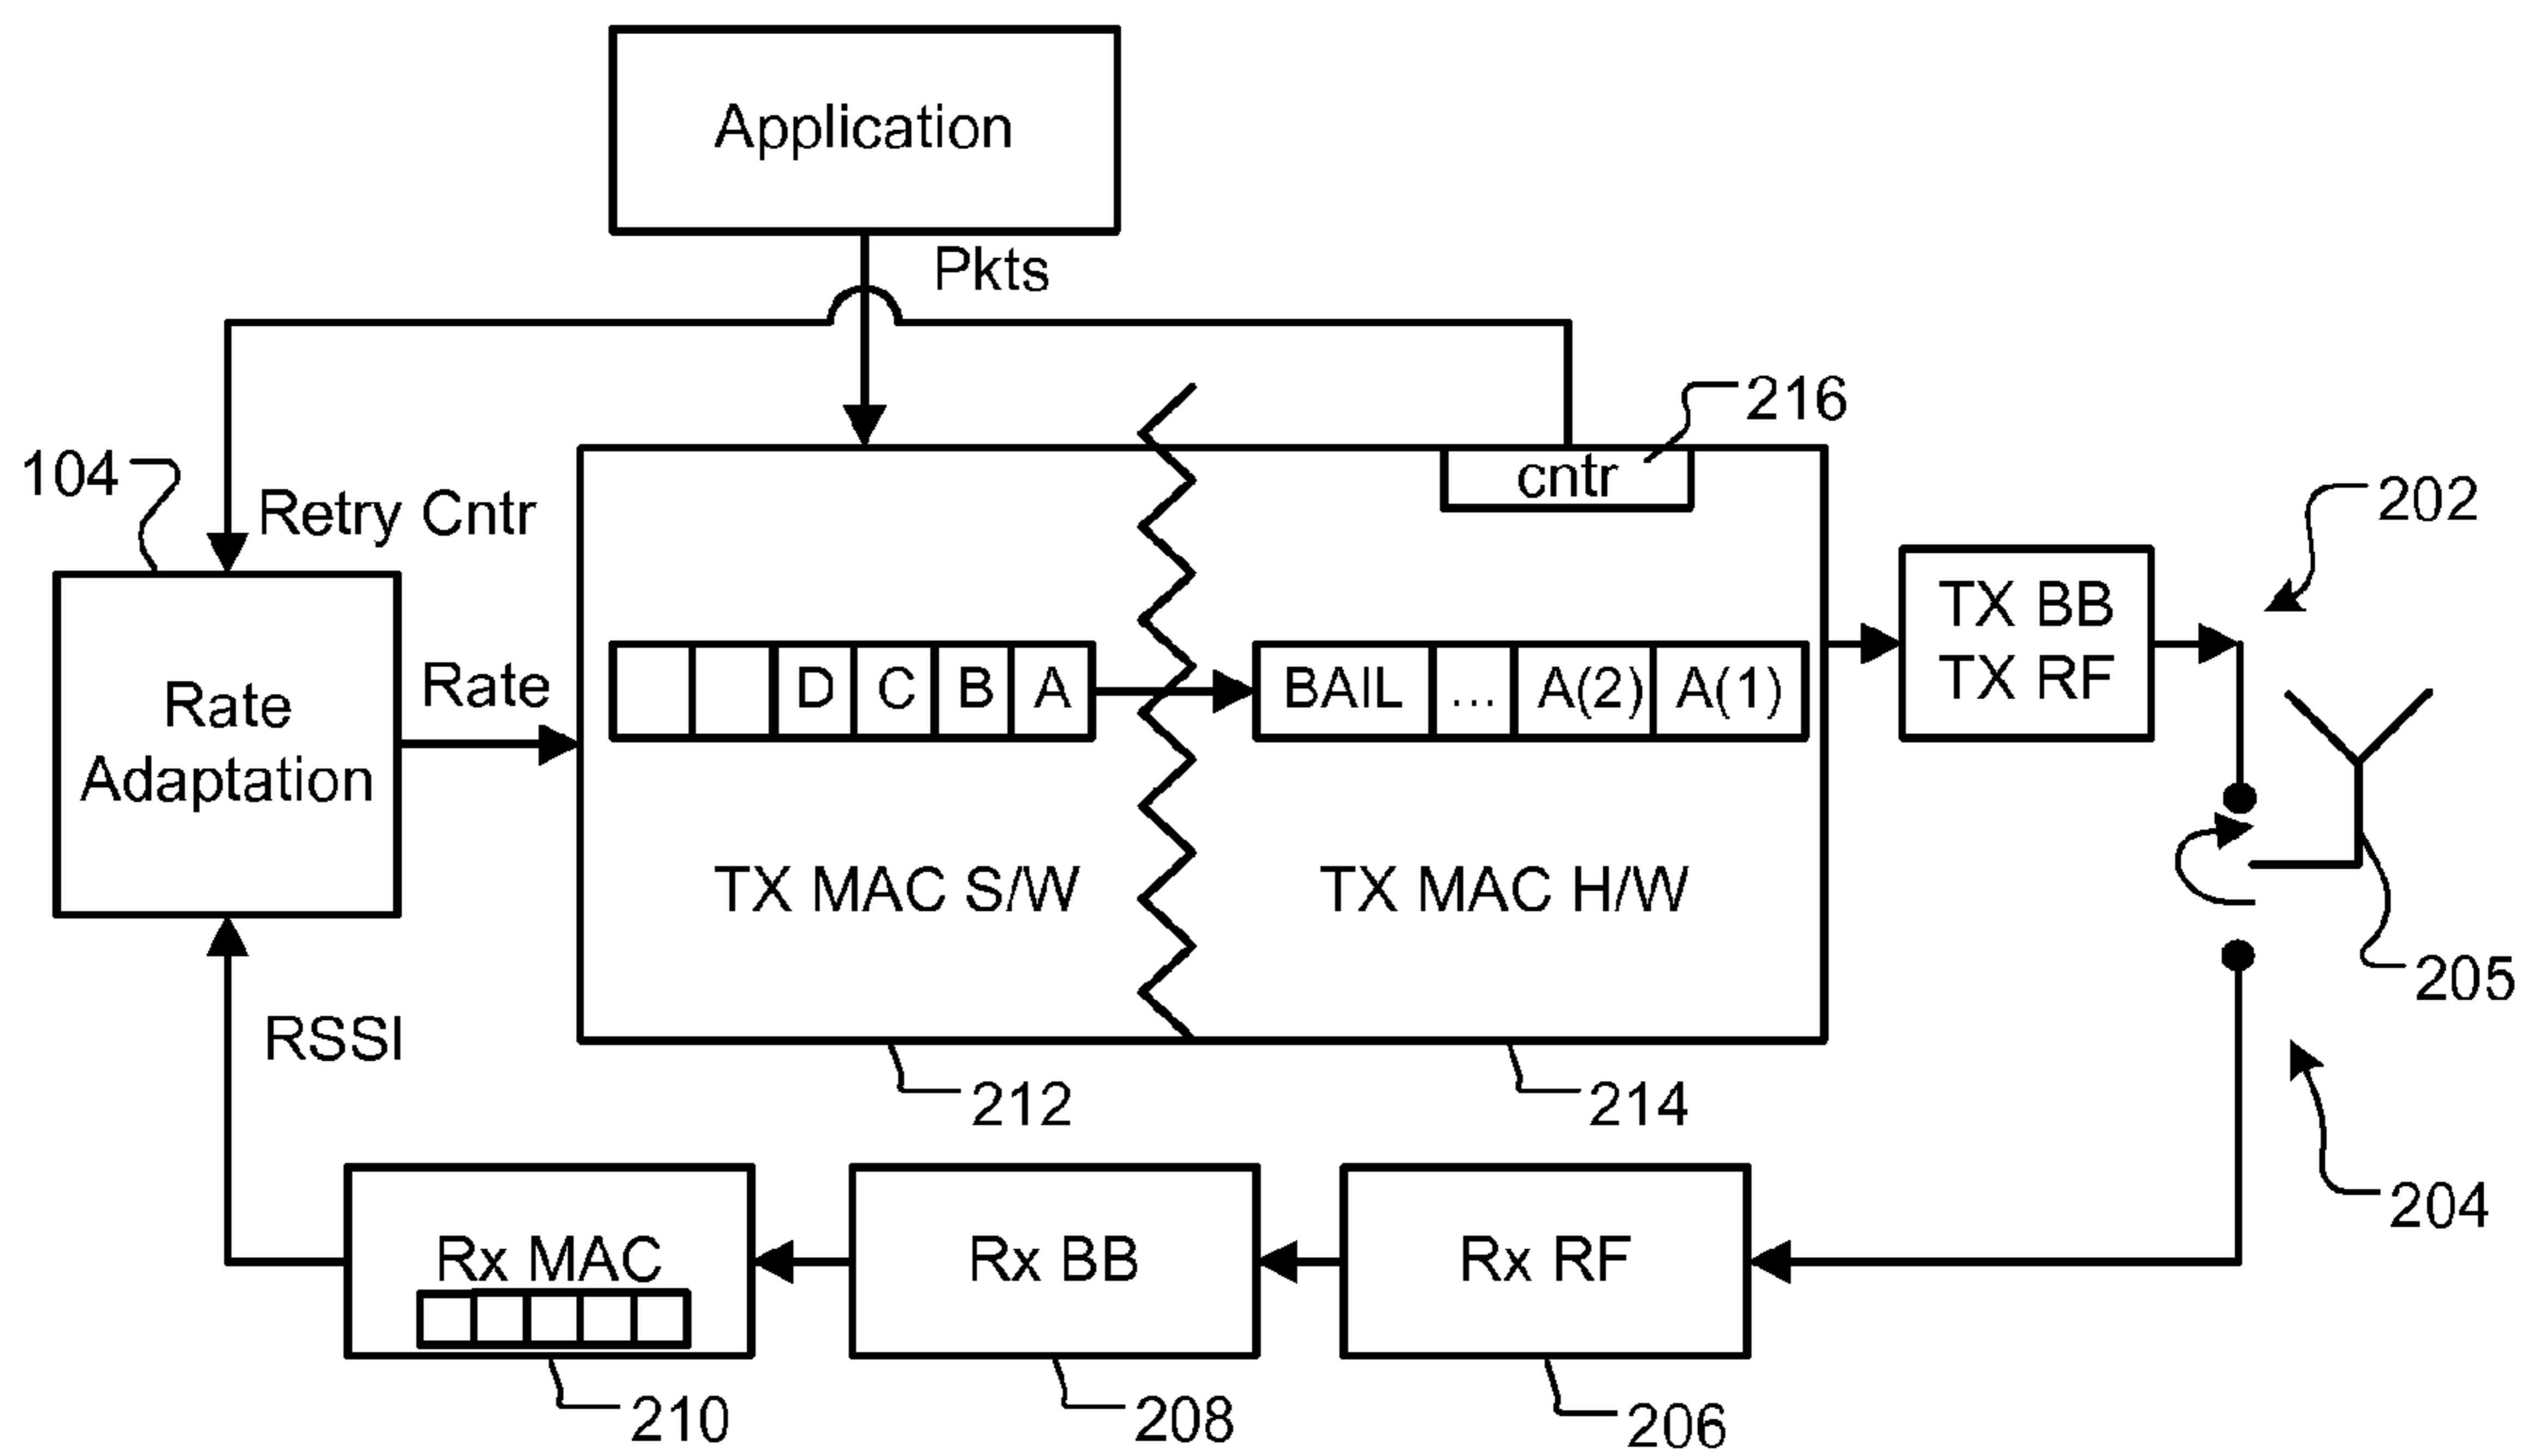 Application
Pkts
216
cntr
104
Retry Cntr
202
TX BB
TX RF
Rate
Adaptation
Rate
D C B A
BAIL ... A(2) A(1)
TX MAC S/W
TX MAC H/W
205
RSSI
212
214
204
Rx MAC
Rx BB
Rx RF
210
208
206